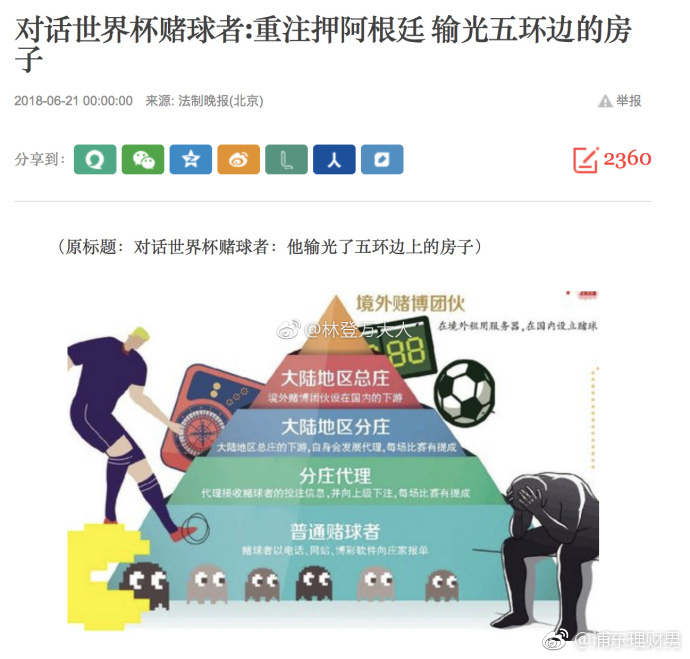 对话世界杯赌球者:重注押阿根廷 输光五环边的房
子
2018-06-21 00:00:00 来源: 法制晚报(北京)
举报
分享到:
2360
（原标题：对话世界杯赌球者：他输光了五环边上的房子）
境外赌博团伙
@林登万夫人
在境外租用服务器,在国内设立赌球
88
大陆地区总庄
境外赌博团伙设在国内的下游
大陆地区分庄
大陆地区总庄的下游,自身会发展代理,每场比赛有提成
分庄代理
代理接收赌球者的投注信息,并向上级下注,每场比赛有提成
普通赌球者
赌球者以电话、网站、博彩软件向庄家报单
@浦东理财男